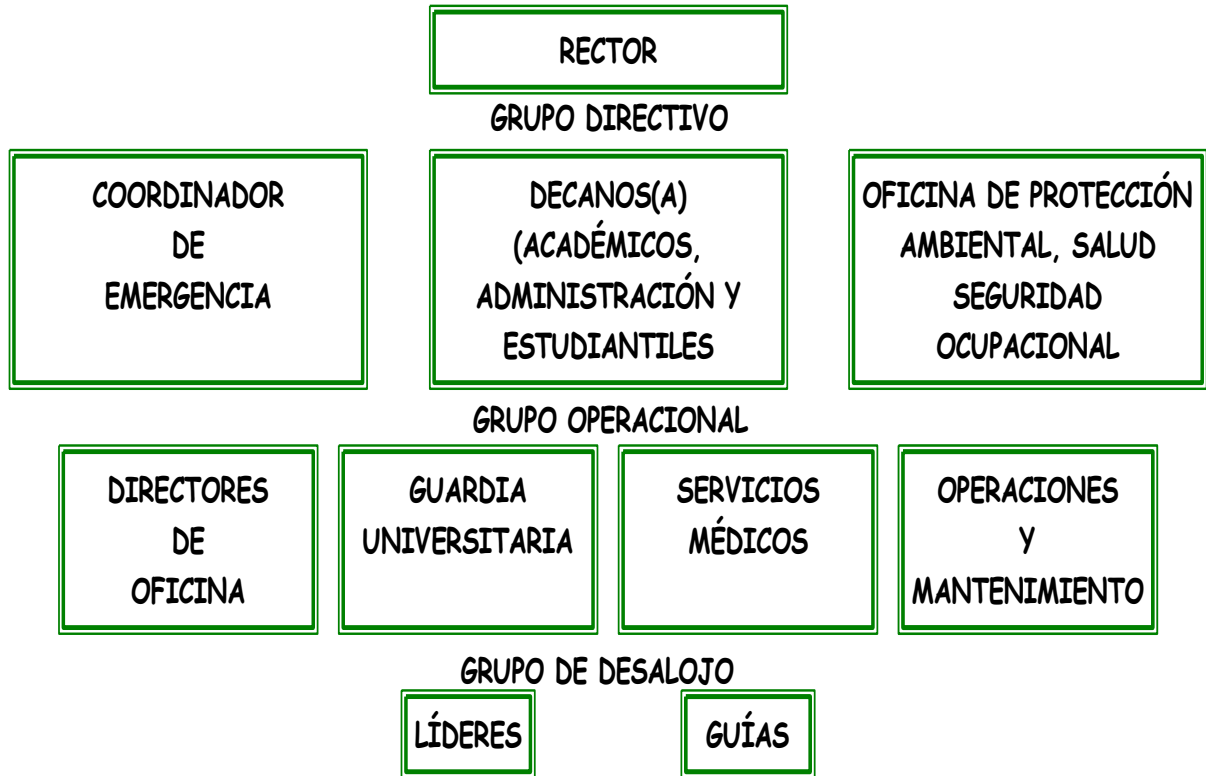 RECTOR
GRUPO DIRECTIVO
COORDINADOR
DE
EMERGENCIA
DECANOS(A)
(ACADÉMICOS,
ADMINISTRACIÓN Y
ESTUDIANTILES
OFICINA DE PROTECCIÓN
AMBIENTAL, SALUD
SEGURIDAD
OCUPACIONAL
GRUPO OPERACIONAL
DIRECTORES
DE
OFICINA
GUARDIA
UNIVERSITARIA
SERVICIOS
MÉDICOS
OPERACIONES
Y
MANTENIMIENTO
GRUPO DE DESALOJO
LÍDERES
GUÍAS